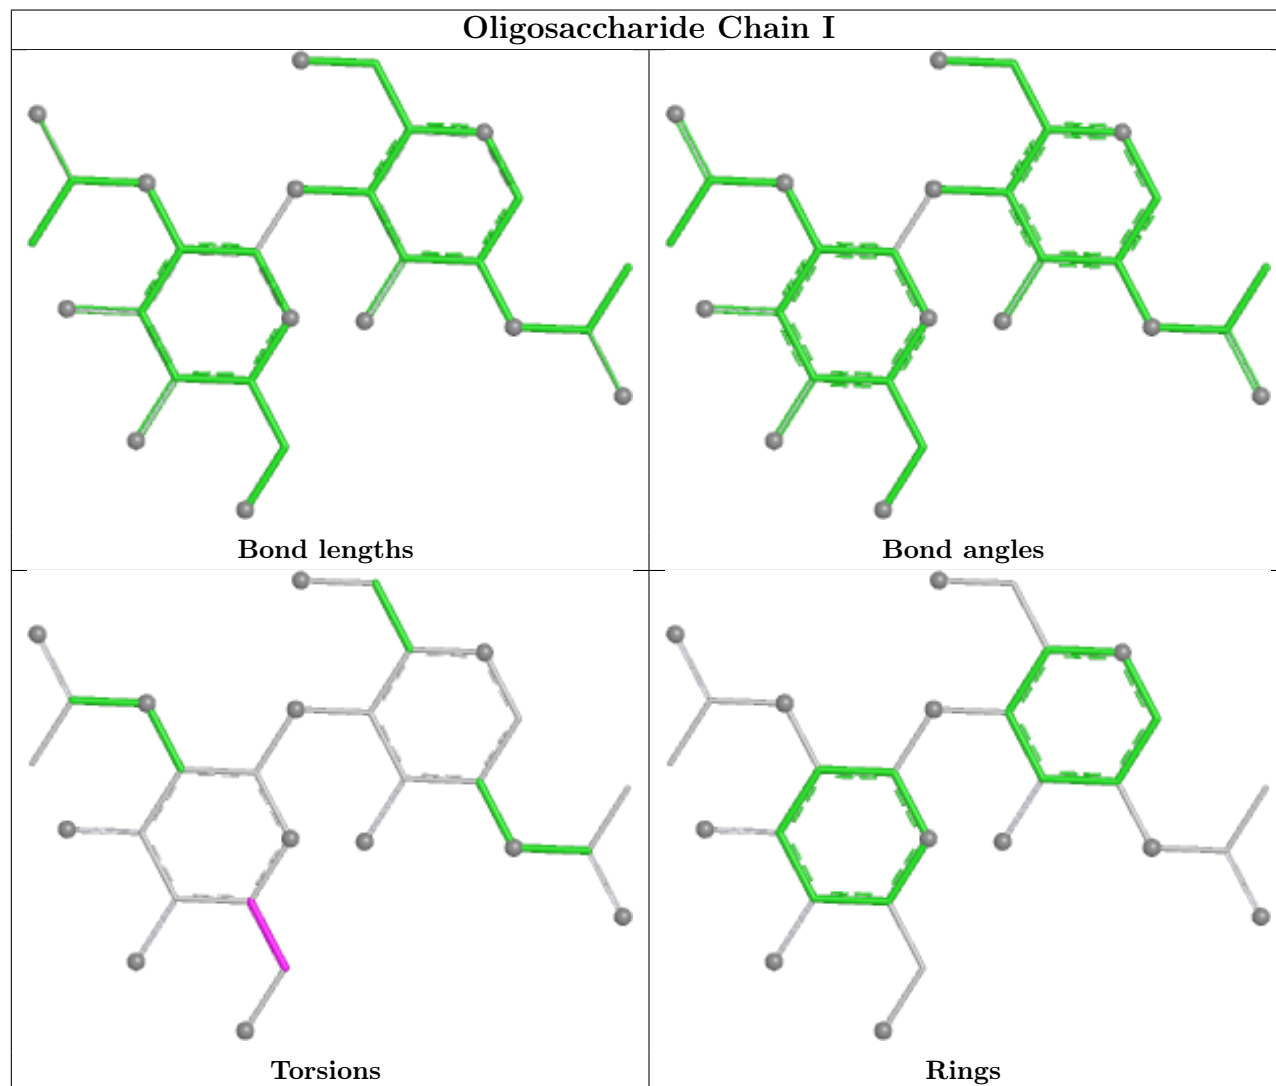 Oligosaccharide Chain I
Bond lengths
Bond angles
Torsions
Rings